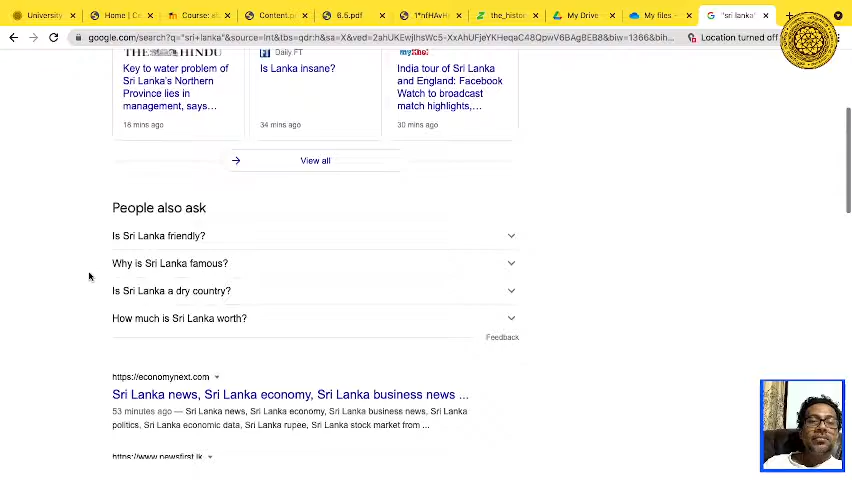 University
Home | Ce
Course: el
Content.p
6.5.pdf
1*nfHAvH
the_histor
My Drive
My files –
"sri lanka"
google.com/search?q="sri+lanka"&source=lnt&tbs=qdr:h&sa=X&ved=2ahUKEwjlhsWc5-XxAhUFjeYKHeqaC48QpwV6BAgBEB8&biw=1366&bih...
Location turned off
THE HINDU
Daily FT
Key to water problem of
Sri Lanka's Northern
Province lies in
management, says…
18 mins ago
Is Lanka insane?
34 mins ago
India tour of Sri Lanka
and England: Facebook
Watch to broadcast
match highlights,…
30 mins ago
View all
People also ask
Is Sri Lanka friendly?
Why is Sri Lanka famous?
Is Sri Lanka a dry country?
How much is Sri Lanka worth?
Feedback
https://economynext.com
Sri Lanka news, Sri Lanka economy, Sri Lanka business news ...
53 minutes ago — Sri Lanka news, Sri Lanka economy, Sri Lanka business news, Sri Lanka
politics, Sri Lanka economic data, Sri Lanka rupee, Sri Lanka stock market from ...
https://www.newsfirst.lk